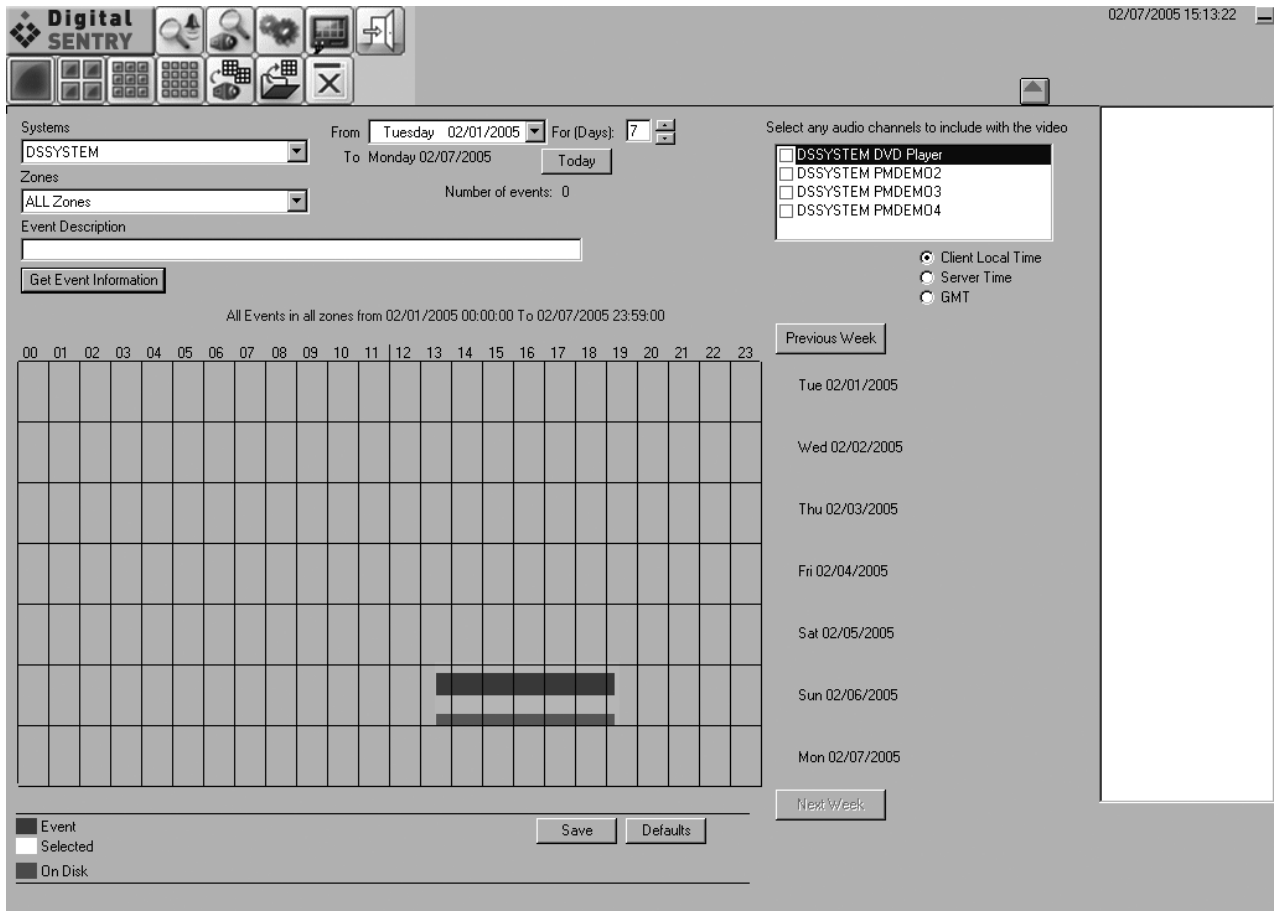 Digital
SENTRY
02/07/2005 15:13:22
Systems
DSSYSTEM
Zones
ALL Zones
Event Description
Get Event Information
From Tuesday 02/01/2005 For (Days): 7
To Monday 02/07/2005 Today
Number of events: 0
Select any audio channels to include with the video
DSSYSTEM DVD Player
DSSYSTEM PMDEMO2
DSSYSTEM PMDEMO3
DSSYSTEM PMDEMO4
Client Local Time
Server Time
GMT
All Events in all zones from 02/01/2005 00:00:00 To 02/07/2005 23:59:00
00 01 02 03 04 05 06 07 08 09 10 11 12 13 14 15 16 17 18 19 20 21 22 23
Previous Week
Tue 02/01/2005
Wed 02/02/2005
Thu 02/03/2005
Fri 02/04/2005
Sat 02/05/2005
Sun 02/06/2005
Mon 02/07/2005
Next Week
Event
Selected
On Disk
Save
Defaults